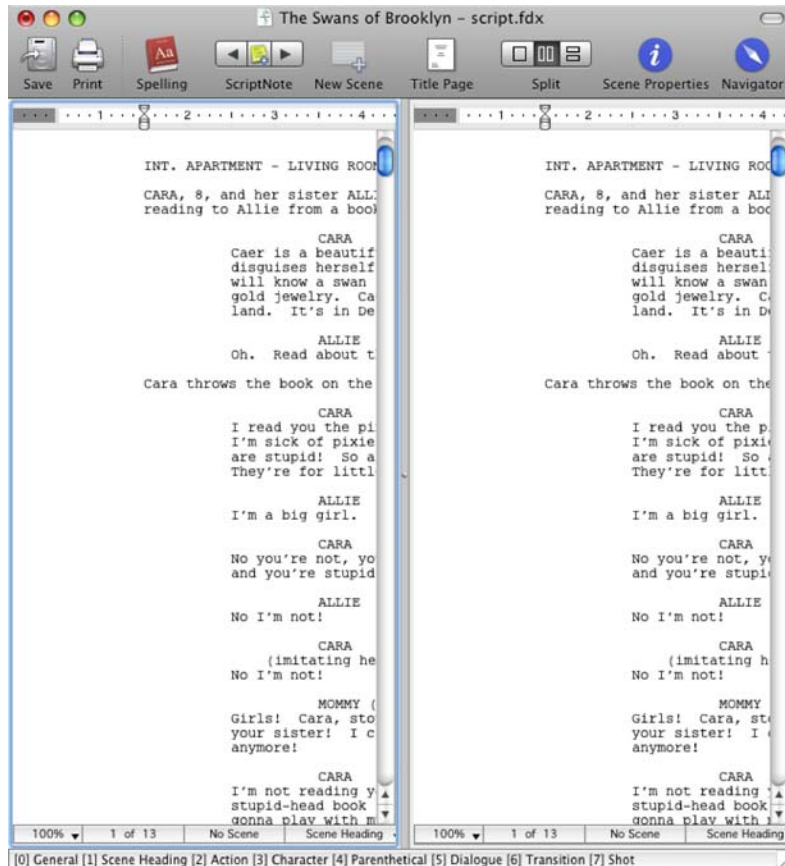 The Swans of Brooklyn – script.fdx
Save Print Spelling ScriptNote New Scene Title Page Split Scene Properties Navigator
1 2 3 4
INT. APARTMENT - LIVING ROOM
CARA, 8, and her sister ALL
reading to Allie from a book
CARA
Caer is a beautif
disguises herself
will know a swan
gold jewelry. Ca
land. It's in De
ALLIE
Oh. Read about t
Cara throws the book on the
CARA
I read you the pi
I'm sick of pixie
are stupid! So a
They're for littl
ALLIE
I'm a big girl.
CARA
No you're not, yo
and you're stupid
ALLIE
No I'm not!
CARA
(imitating he
No I'm not!
MOMMY (
Girls! Cara, sto
your sister! I c
anymore!
CARA
I'm not reading y
stupid-head book
gonna play with m
100% 1 of 13 No Scene Scene Heading
1 2 3 4
INT. APARTMENT - LIVING ROO
CARA, 8, and her sister ALL
reading to Allie from a boo
CARA
Caer is a beauti
disguises hersel
will know a swan
gold jewelry. C
land. It's in D
ALLIE
Oh. Read about
Cara throws the book on the
CARA
I read you the p
I'm sick of pixi
are stupid! So
They're for litt
ALLIE
I'm a big girl.
CARA
No you're not, y
and you're stupi
ALLIE
No I'm not!
CARA
(imitating h
No I'm not!
MOMMY
Girls! Cara, st
your sister! I
anymore!
CARA
I'm not reading
stupid-head book
gonna play with
100% 1 of 13 No Scene Scene Heading
[0] General [1] Scene Heading [2] Action [3] Character [4] Parenthetical [5] Dialogue [6] Transition [7] Shot